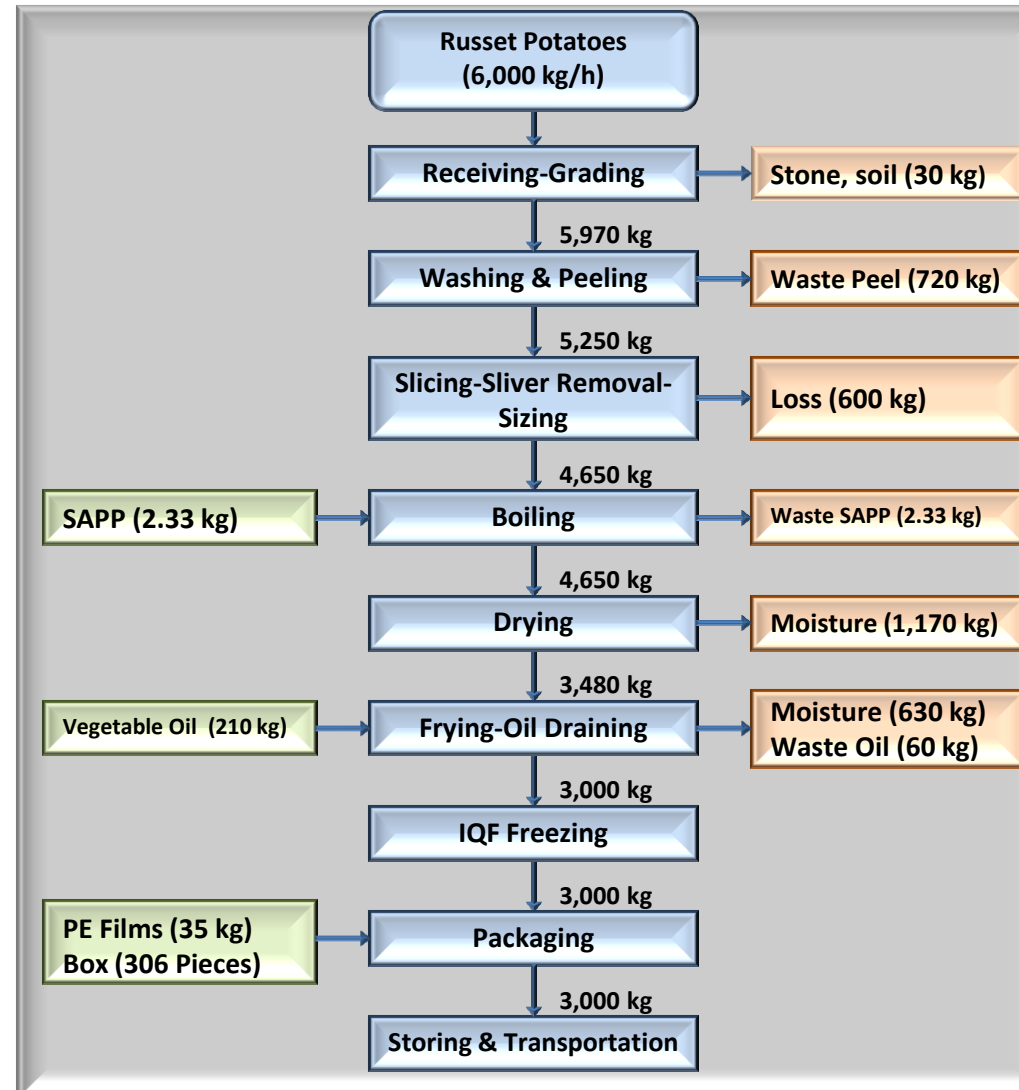 Russet Potatoes
(6,000 kg/h)
Receiving-Grading
Stone, soil (30 kg)
5,970 kg
Washing & Peeling
Waste Peel (720 kg)
5,250 kg
Slicing-Sliver Removal-
Sizing
Loss (600 kg)
4,650 kg
SAPP (2.33 kg)
Boiling
Waste SAPP (2.33 kg)
4,650 kg
Drying
Moisture (1,170 kg)
3,480 kg
Vegetable Oil (210 kg)
Frying-Oil Draining
Moisture (630 kg)
Waste Oil (60 kg)
3,000 kg
IQF Freezing
3,000 kg
PE Films (35 kg)
Box (306 Pieces)
Packaging
3,000 kg
Storing & Transportation